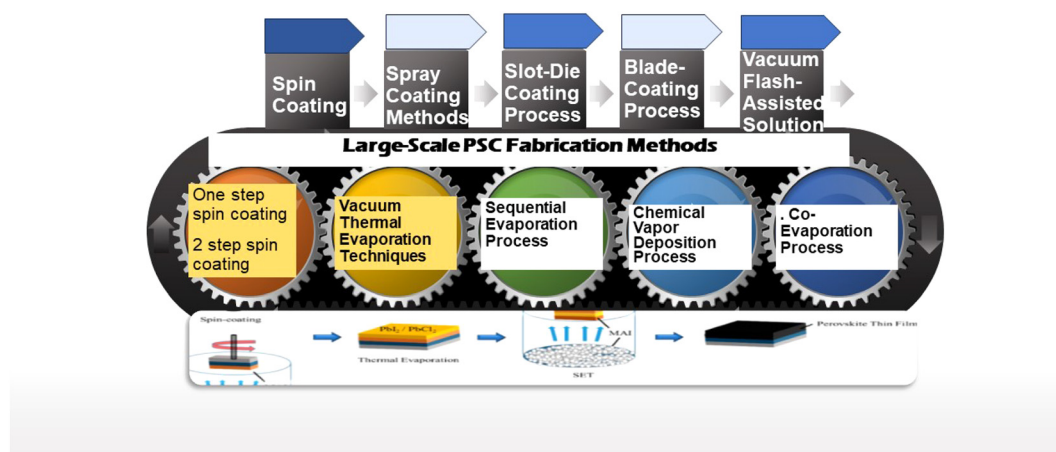 Spin
Coating
Spray
Coating
Methods
Slot-Die
Coating
Process
Blade-
Coating
Process
Vacuum
Flash-
Assisted
Solution
Large-Scale PSC Fabrication Methods
One step
spin coating
2 step spin
coating
Vacuum
Thermal
Evaporation
Techniques
Sequential
Evaporation
Process
Chemical
Vapor
Deposition
Process
. Co-
Evaporation
Process
Spin-coating
PbI₂ / PbCl₂
Thermal Evaporation
MAI
SET
Perovskite Thin Film